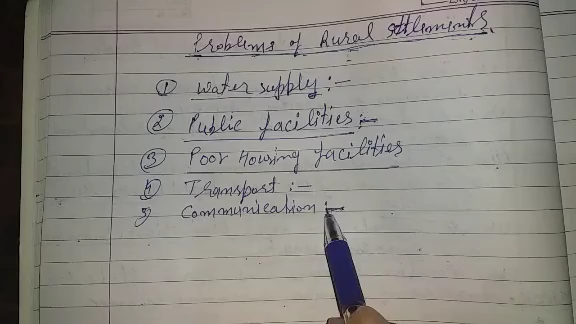 Problems of Rural settlements
① Water supply :-
② Public facilities :-
③ Poor Housing facilities
④ Transport :-
5 Communication :-